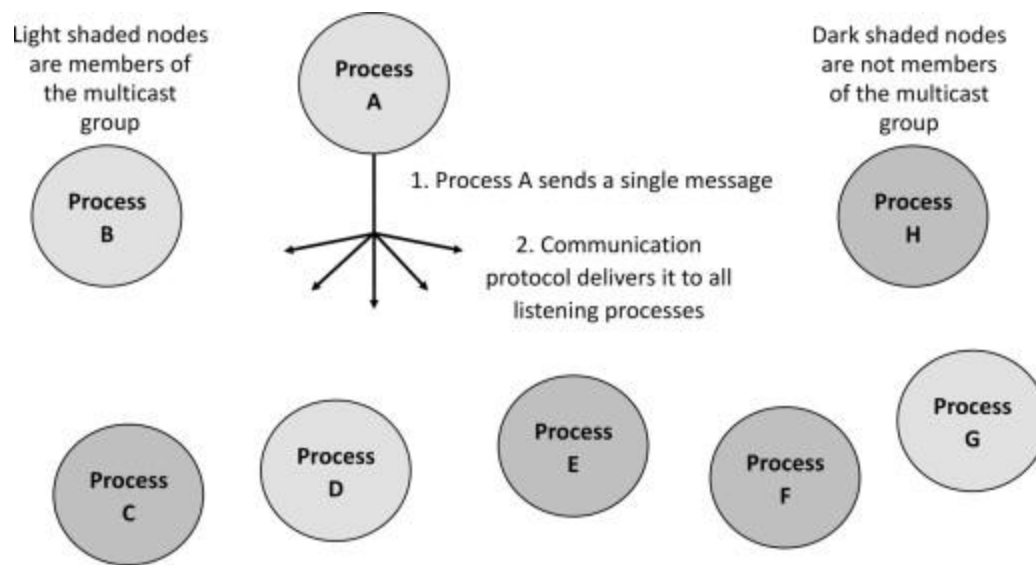 Light shaded nodes
are members of
the multicast
group
Process
A
Dark shaded nodes
are not members
of the multicast
group
Process
B
1. Process A sends a single message
Process
H
2. Communication
protocol delivers it to all
listening processes
Process
C
Process
D
Process
E
Process
F
Process
G